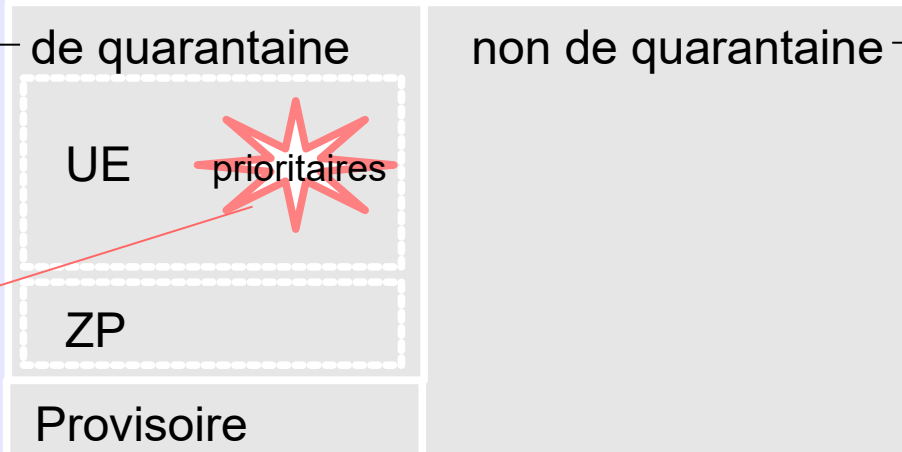 de quarantaine
non de quarantaine
UE
prioritaires
ZP
Provisoire